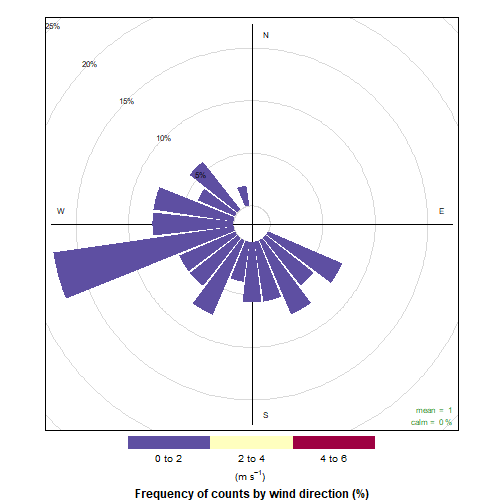 25%
N
20%
15%
10%
5%
W
E
S
mean = 1
calm = 0 %
0 to 2
2 to 4
4 to 6
(m s⁻¹)
Frequency of counts by wind direction (%)